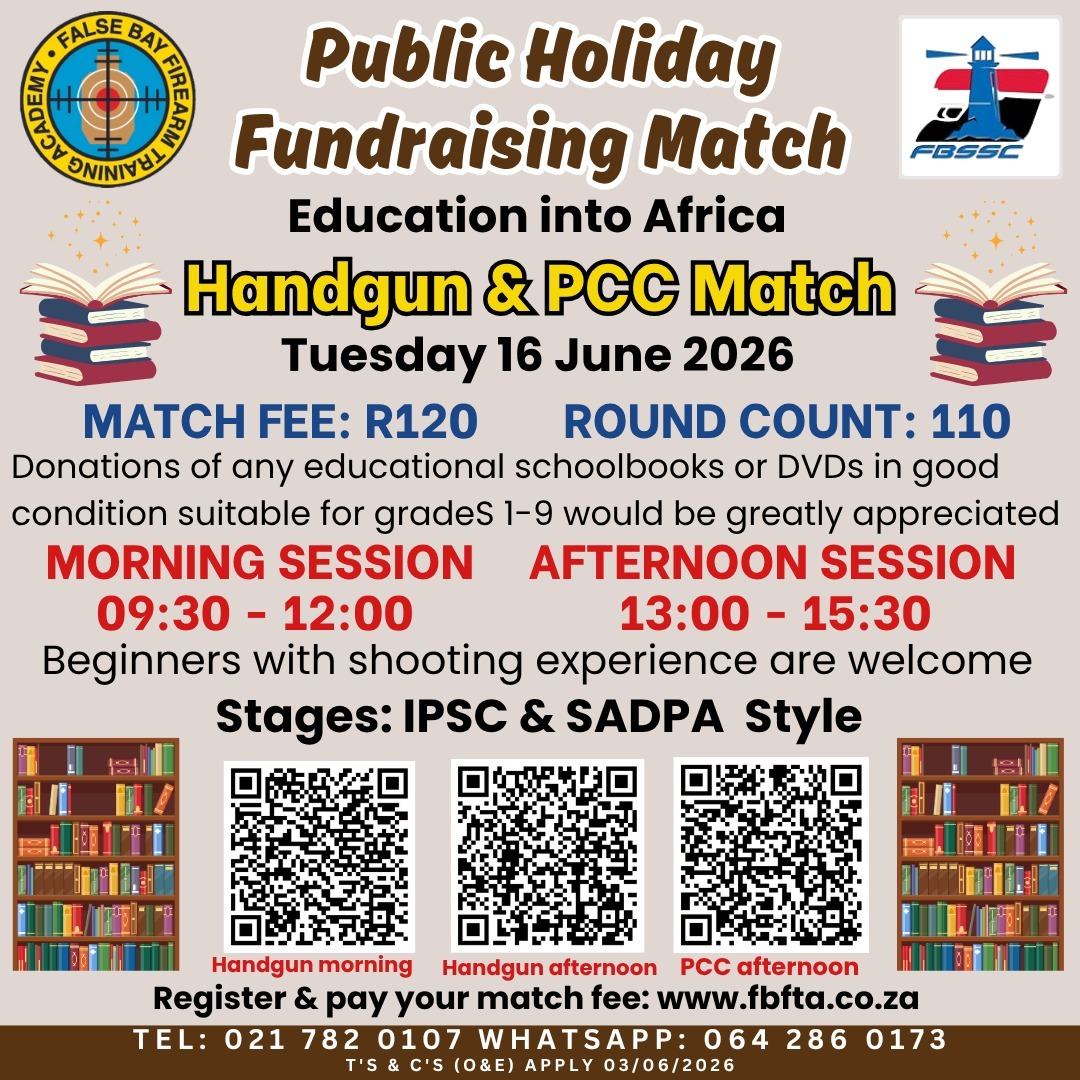 FALSE BAY FIREARM TRAINING ACADEMY
Public Holiday
Fundraising Match
FBSSC
Education into Africa
Handgun & PCC Match
Tuesday 16 June 2026
MATCH FEE: R120 ROUND COUNT: 110
Donations of any educational schoolbooks or DVDs in good
condition suitable for gradeS 1-9 would be greatly appreciated
MORNING SESSION AFTERNOON SESSION
09:30 - 12:00 13:00 - 15:30
Beginners with shooting experience are welcome
Stages: IPSC & SADPA Style
Handgun morning Handgun afternoon PCC afternoon
Register & pay your match fee: www.fbfta.co.za
TEL: 021 782 0107 WHATSAPP: 064 286 0173
T'S & C'S (O&E) APPLY 03/06/2026